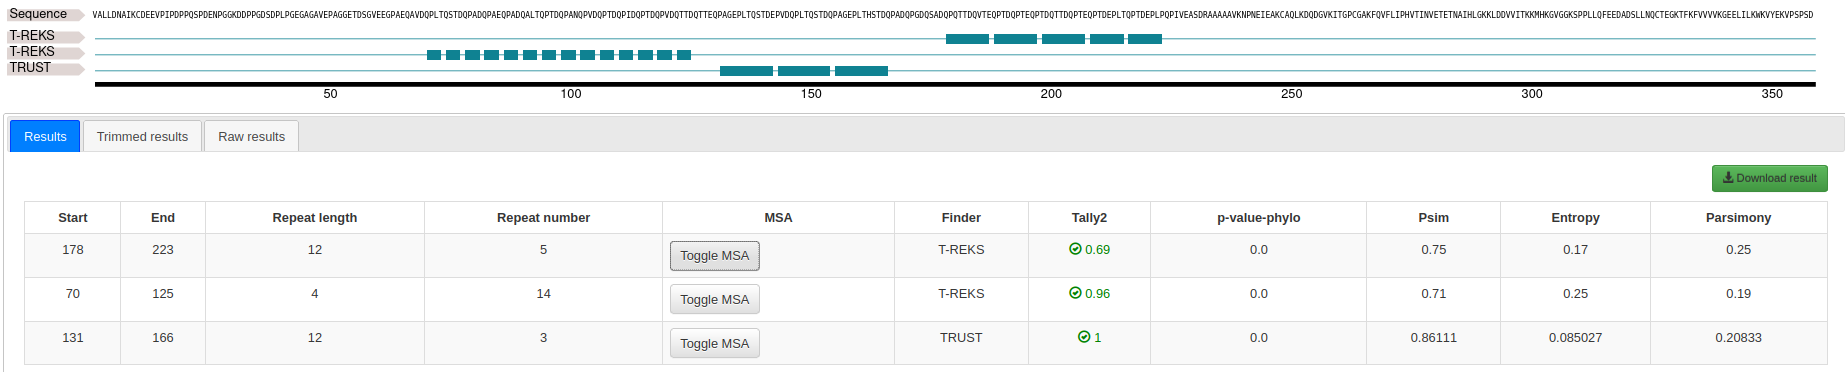 Sequence VALLDNAIKCDEEVPIPDPPQSPDENPGGKDDPPGDSDPLPGEGAGAVEPAGGETDSGVEEGPAEQAVDQPLTQSTDQPADQPAEQPADQALTQPTDQPANQPVDQPTDQPIDQPTDQPVDQTTDQTTEQPAGEPLTQSTDEPVDQPLTQSTDQPAGEPLTHSTDQPADQPGDQSADQPQTTDQVTEQPTDQPTEQPTDQTTDQPTEQPTDEPLTQPTDEPLPQPIVEASDRAAAAAVKNPNEIEAKCAQLKDQDGVKITGPCGAKFQVFLIPHVTINVETETNAIHLGKKLDDVVITKKMHKGVGGKSPPLLQFEEDADSLLNQCTEGKTFKFVVVVKGEELILKWKVYEKVPSPSD
T-REKS
T-REKS
TRUST
50 100 150 200 250 300 350
Results Trimmed results Raw results
Download result
Start End Repeat length Repeat number MSA Finder Tally2 p-value-phylo Psim Entropy Parsimony
178 223 12 5 Toggle MSA T-REKS 0.69 0.0 0.75 0.17 0.25
70 125 4 14 Toggle MSA T-REKS 0.96 0.0 0.71 0.25 0.19
131 166 12 3 Toggle MSA TRUST 1 0.0 0.86111 0.085027 0.20833